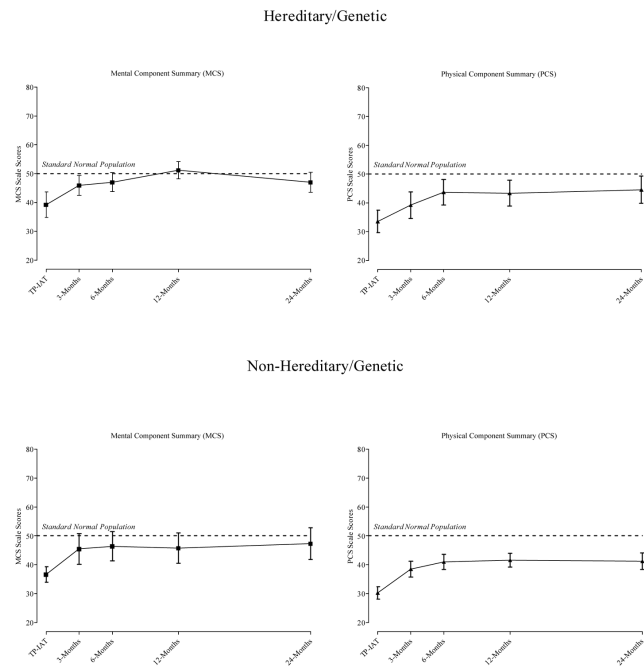 Hereditary/Genetic
Mental Component Summary (MCS)
80
70
60
50
40
30
20
MCS Scale Scores
Standard Normal Population
TP-IAT
3-Months
6-Months
12-Months
24-Months
Physical Component Summary (PCS)
80
70
60
50
40
30
20
PCS Scale Scores
Standard Normal Population
TP-IAT
3-Months
6-Months
12-Months
24-Months
Non-Hereditary/Genetic
Mental Component Summary (MCS)
80
70
60
50
40
30
20
MCS Scale Scores
Standard Normal Population
TP-IAT
3-Months
6-Months
12-Months
24-Months
Physical Component Summary (PCS)
80
70
60
50
40
30
20
PCS Scale Scores
Standard Normal Population
TP-IAT
3-Months
6-Months
12-Months
24-Months